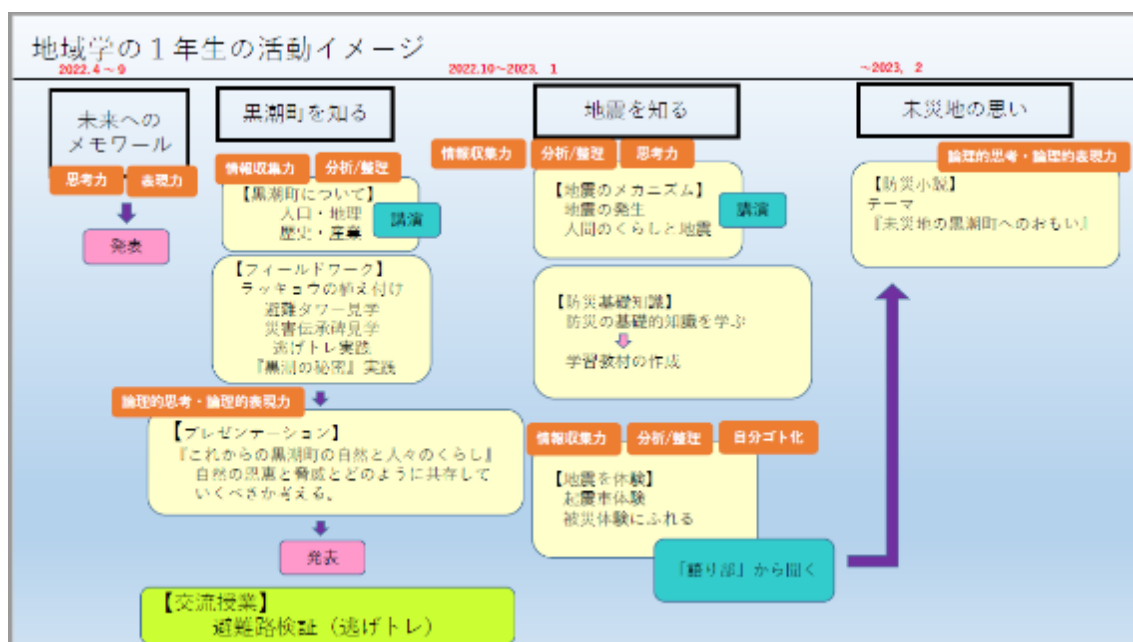 地域学の１年生の活動イメージ
2022.4～9
2022.10～2023．1
～2023．2
未来への
メモワール
思考力
表現力
発表
黒潮町を知る
情報収集力
分析/整理
【黒潮町について】
人口・地理
歴史・産業
講演
【フィールドワーク】
ラッキョウの植え付け
避難タワー見学
災害伝承碑見学
逃げトレ実践
『黒潮の秘密』実践
論理的思考・論理的表現力
【プレゼンテーション】
『これからの黒潮町の自然と人々のくらし』
自然の恩恵と脅威とどのように共存して
いくべきか考える。
発表
【交流授業】
避難路検証（逃げトレ）
地震を知る
情報収集力
分析/整理
思考力
【地震のメカニズム】
地震の発生
人間のくらしと地震
講演
【防災基礎知識】
防災の基礎的知識を学ぶ
学習教材の作成
情報収集力
分析/整理
自分ゴト化
【地震を体験】
起震車体験
被災体験にふれる
「語り部」から聞く
未災地の思い
論理的思考・論理的表現力
【防災小説】
テーマ
『未災地の黒潮町へのおもい』